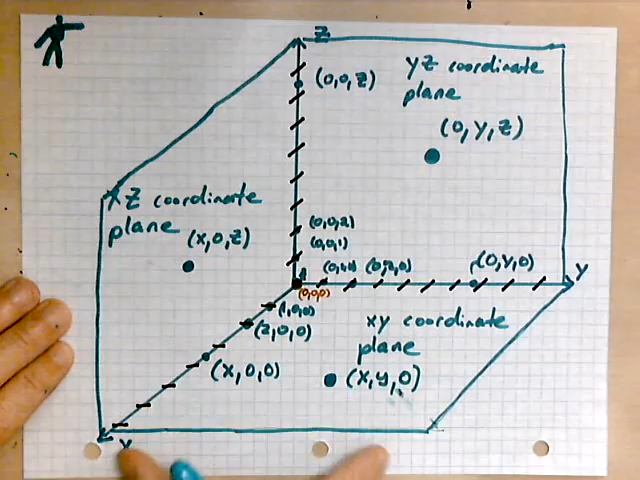 Z
(0,0,z)
yz coordinate
plane
(0,y,z)
xz coordinate
plane
(x,0,z)
(0,0,2)
(0,0,1)
(0,1,0)
(0,2,0)
(0,y,0)
y
(0,0,0)
(1,0,0)
(2,0,0)
(x,0,0)
xy coordinate
plane
(x,y,0)
x